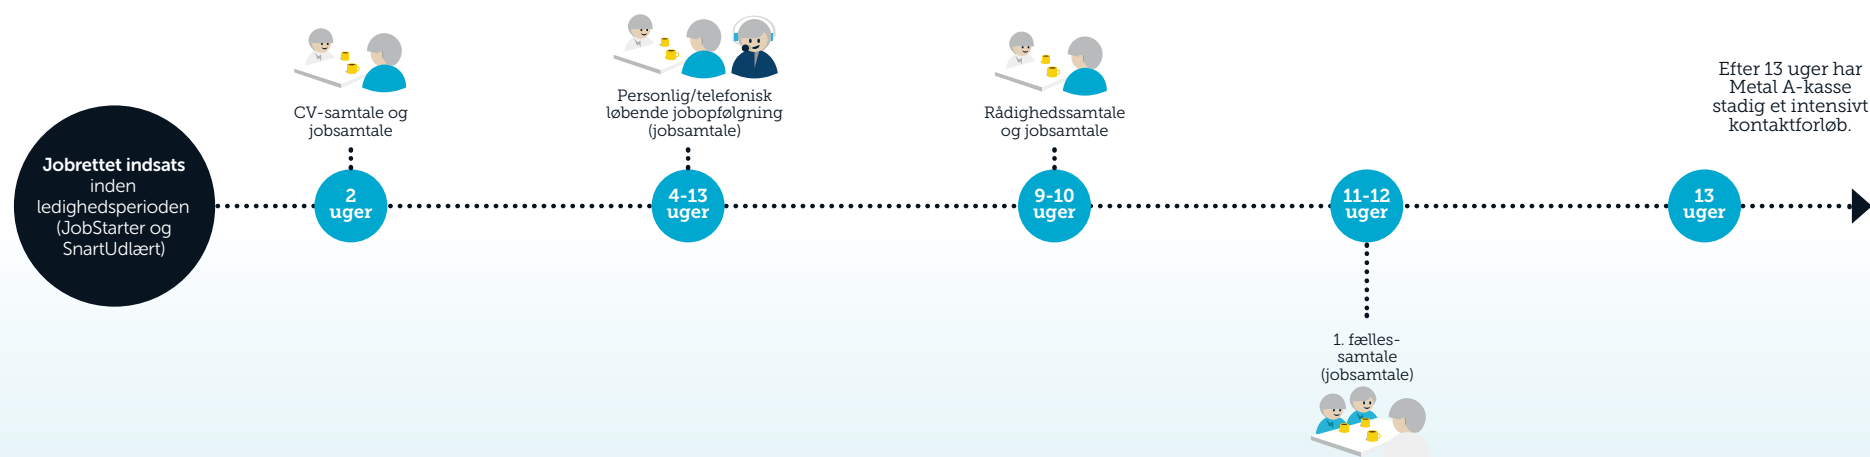 Jobrettet indsats
inden
ledighedsperioden
(JobStarter og
SnartUdlært)
CV-samtale og
jobsamtale
2
uger
Personlig/telefonisk
løbende jobopfølgning
(jobsamtale)
4-13
uger
Rådighedssamtale
og jobsamtale
9-10
uger
11-12
uger
1. fælles-
samtale
(jobsamtale)
Efter 13 uger har
Metal A-kasse
stadig et intensivt
kontaktforløb.
13
uger